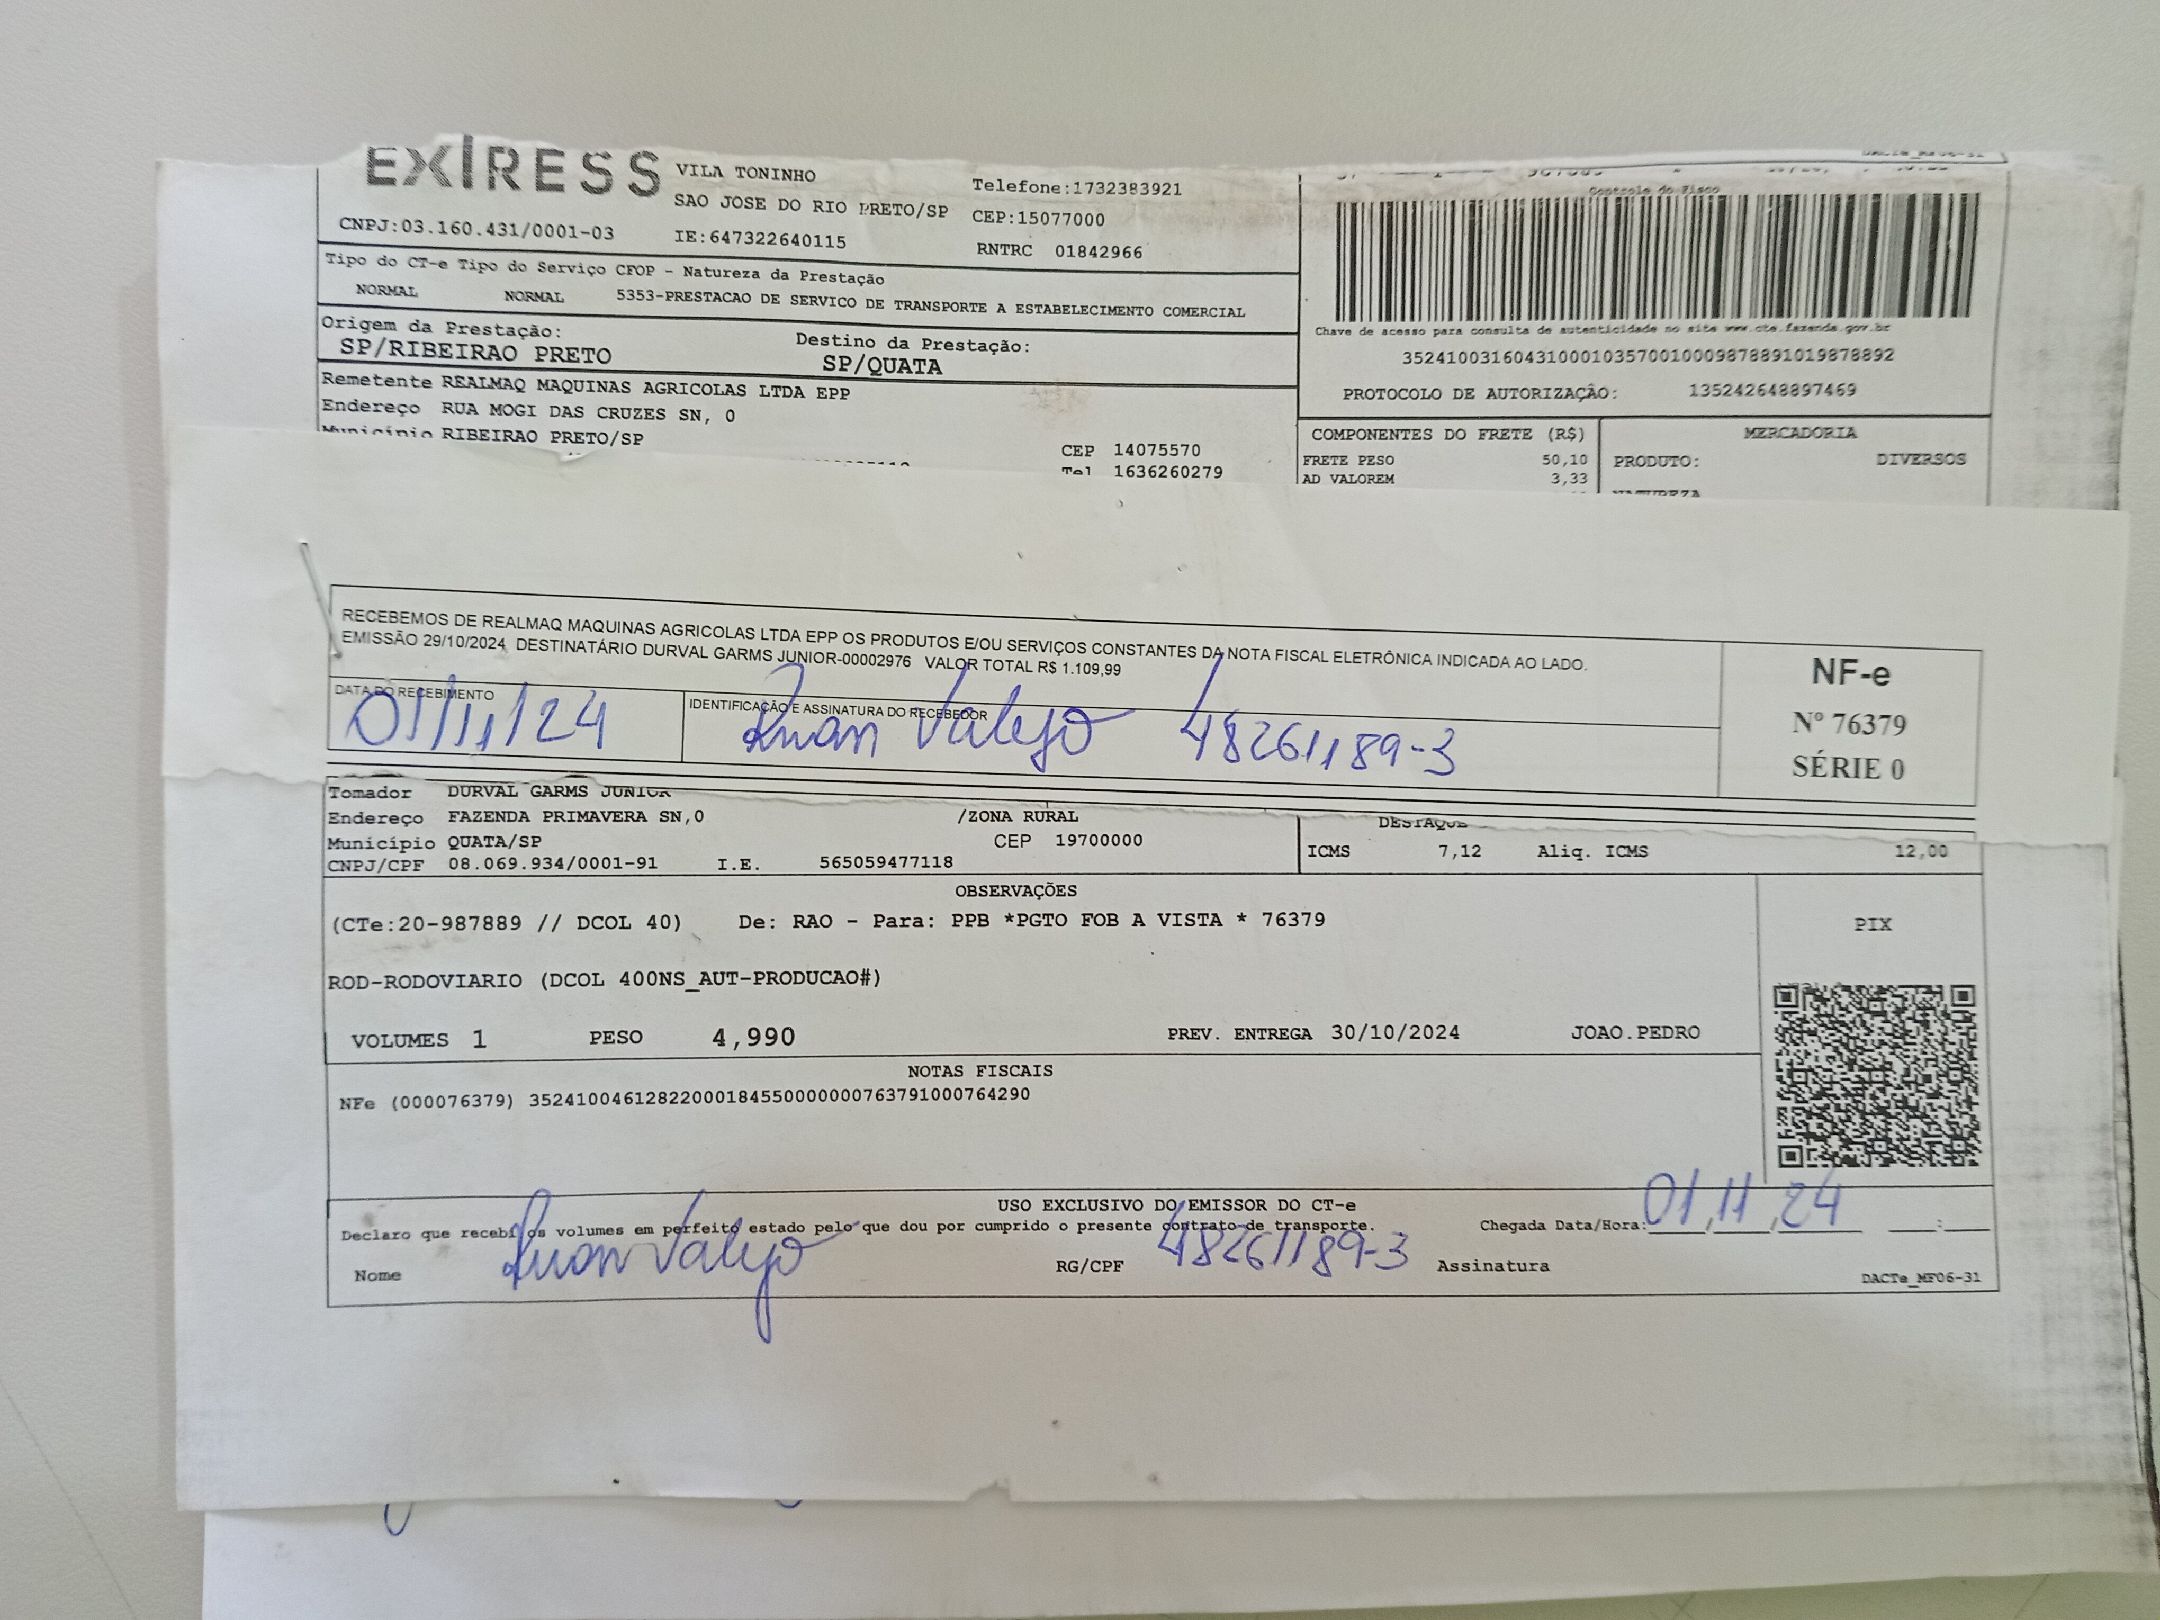 EXPRESS
VILA TONINHO
SAO JOSE DO RIO PRETO/SP
Telefone:1732383921
CEP:15077000
CNPJ:03.160.431/0001-03
IE:647322640115
RNTRC 01842966
Controle do Fisco
Tipo do CT-e Tipo do Serviço CFOP - Natureza da Prestação
NORMAL NORMAL 5353-PRESTACAO DE SERVICO DE TRANSPORTE A ESTABELECIMENTO COMERCIAL
Chave de acesso para consulta de autenticidade no site www.cte.fazenda.gov.br
35241003160431000103570010009878891019878892
PROTOCOLO DE AUTORIZAÇÃO: 135242648897469
Origem da Prestação: Destino da Prestação:
SP/RIBEIRAO PRETO SP/QUATA
Remetente REALMAQ MAQUINAS AGRICOLAS LTDA EPP
Endereço RUA MOGI DAS CRUZES SN, 0
Município RIBEIRAO PRETO/SP
CEP 14075570
Tel 1636260279
COMPONENTES DO FRETE (R$)
FRETE PESO 50,10
AD VALOREM 3,33
MERCADORIA
PRODUTO: DIVERSOS
NATUREZA
RECEBEMOS DE REALMAQ MAQUINAS AGRICOLAS LTDA EPP OS PRODUTOS E/OU SERVIÇOS CONSTANTES DA NOTA FISCAL ELETRÔNICA INDICADA AO LADO.
EMISSÃO 29/10/2024 DESTINATÁRIO DURVAL GARMS JUNIOR-00002976 VALOR TOTAL R$ 1.109,99
DATA DO RECEBIMENTO
01/11/24
IDENTIFICAÇÃO E ASSINATURA DO RECEBEDOR
Luan Valejo 48261189-3
NF-e
Nº 76379
SÉRIE 0
Tomador DURVAL GARMS JUNIOR
Endereço FAZENDA PRIMAVERA SN,0 /ZONA RURAL
Município QUATA/SP CEP 19700000
CNPJ/CPF 08.069.934/0001-91 I.E. 565059477118
DESTAQUE
ICMS 7,12 Aliq. ICMS 12,00
OBSERVAÇÕES
(CTe:20-987889 // DCOL 40) De: RAO - Para: PPB *PGTO FOB A VISTA * 76379
PIX
ROD-RODOVIARIO (DCOL 400NS_AUT-PRODUCAO#)
VOLUMES 1 PESO 4,990 PREV. ENTREGA 30/10/2024 JOAO.PEDRO
NOTAS FISCAIS
NFe (000076379) 35241004612822000184550000000763791000764290
USO EXCLUSIVO DO EMISSOR DO CT-e
Declaro que recebi os volumes em perfeito estado pelo que dou por cumprido o presente contrato de transporte. Chegada Data/Hora: 01,11,24 :
Nome Luan Valejo RG/CPF 48261189-3 Assinatura
DACTe_MF06-31